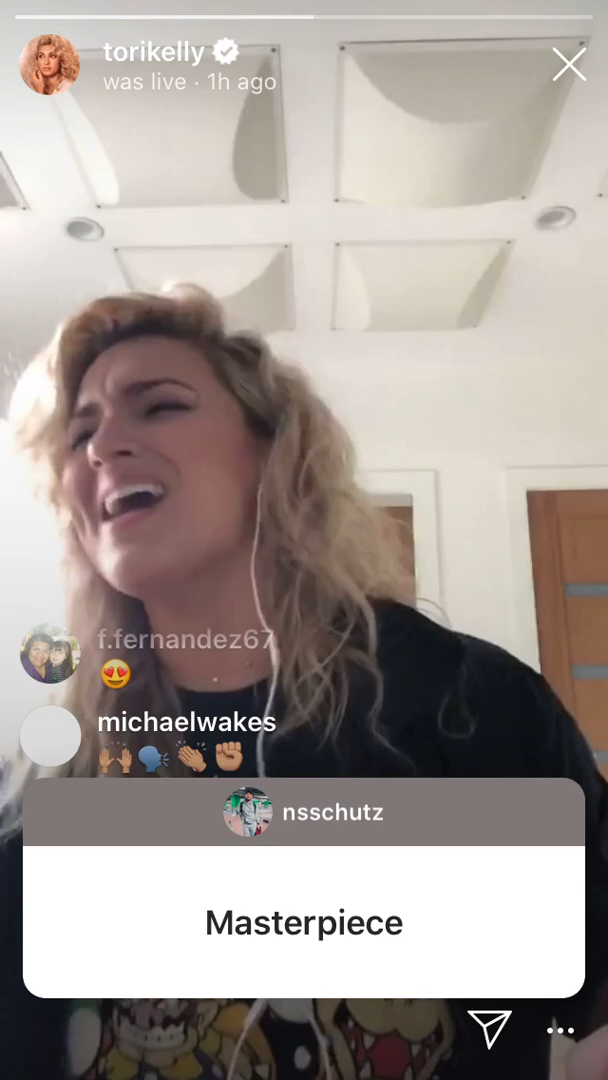 torikelly
was live · 1h ago
f.fernandez67
😍
michaelwakes
🙌🏽🗣👏🏽✊🏽
nsschutz
Masterpiece